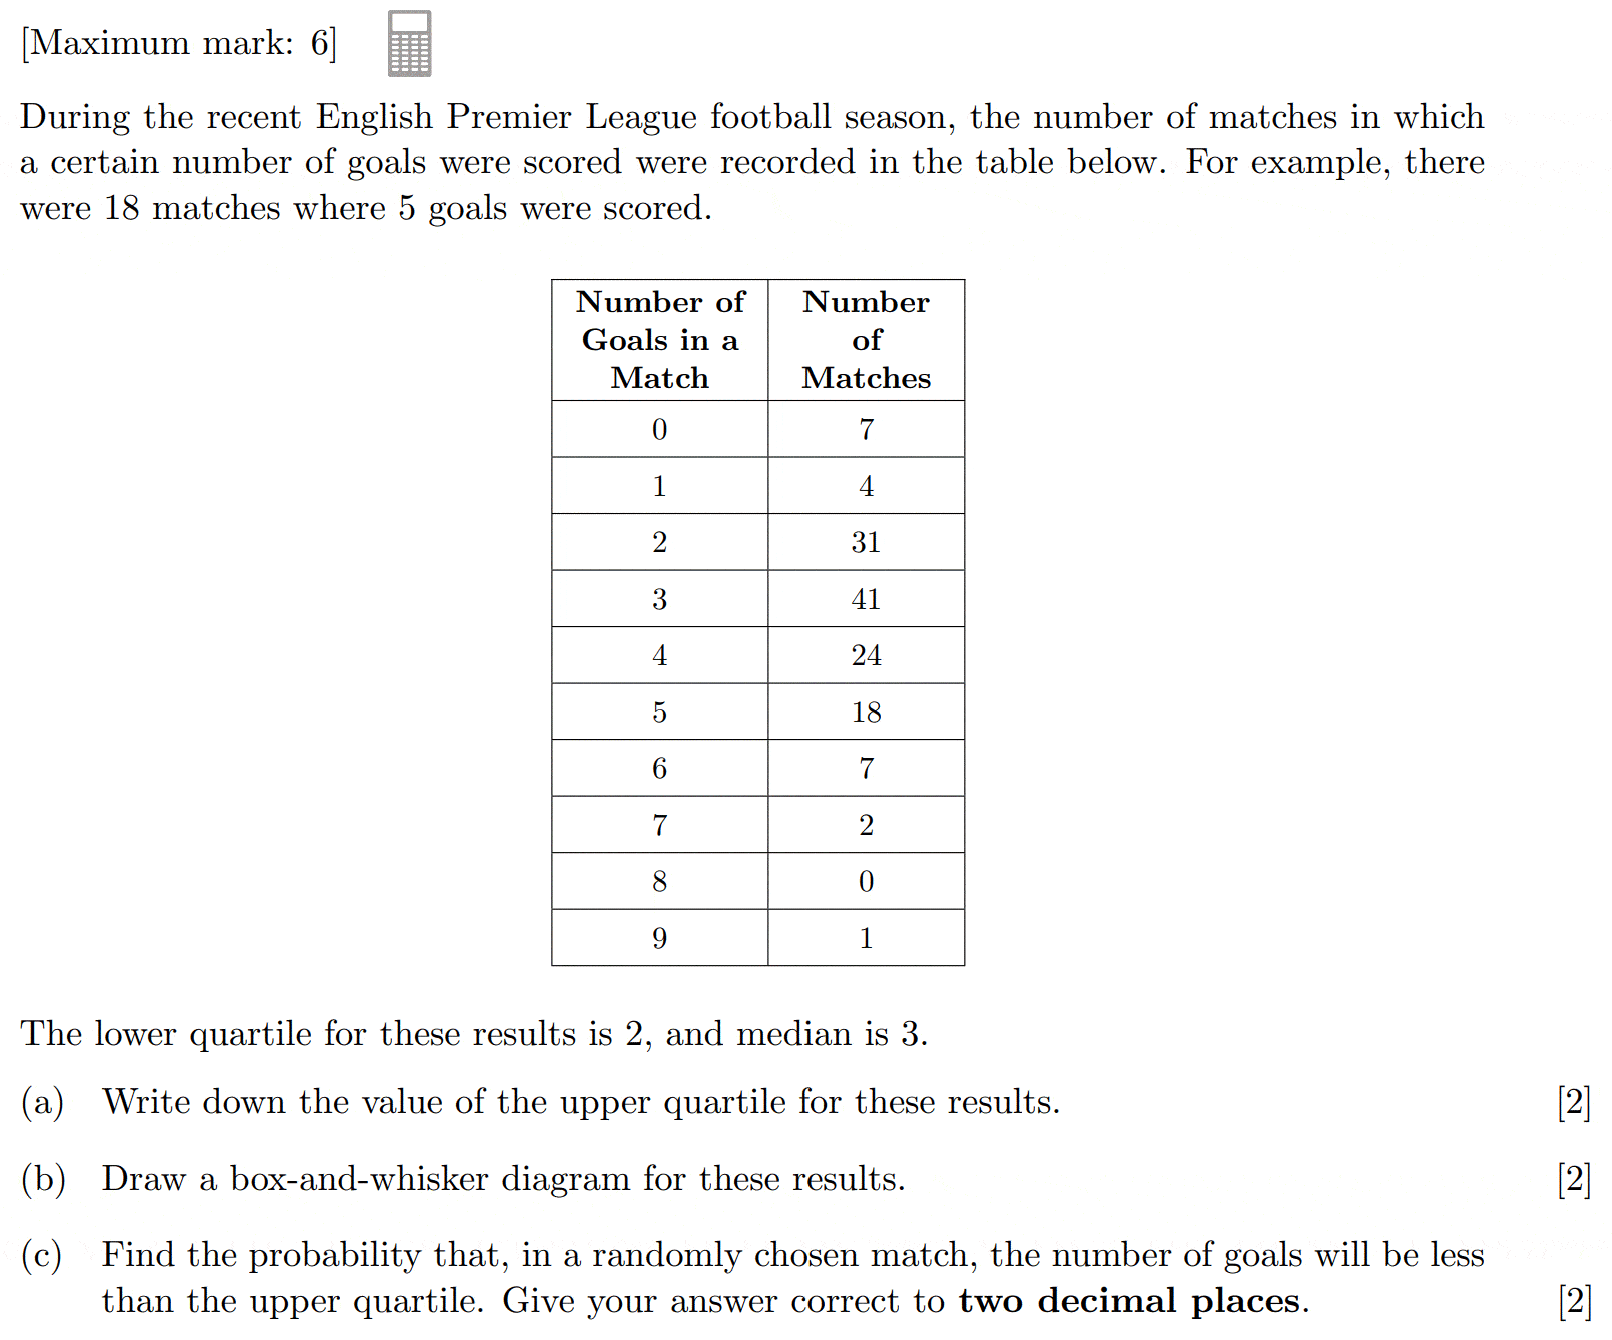 [Maximum mark: 6]
During the recent English Premier League football season, the number of matches in which
a certain number of goals were scored were recorded in the table below. For example, there
were 18 matches where 5 goals were scored.
Number of Goals in a Match Number of Matches
0 7
1 4
2 31
3 41
4 24
5 18
6 7
7 2
8 0
9 1
The lower quartile for these results is 2, and median is 3.
(a) Write down the value of the upper quartile for these results. [2]
(b) Draw a box-and-whisker diagram for these results. [2]
(c) Find the probability that, in a randomly chosen match, the number of goals will be less
than the upper quartile. Give your answer correct to two decimal places. [2]